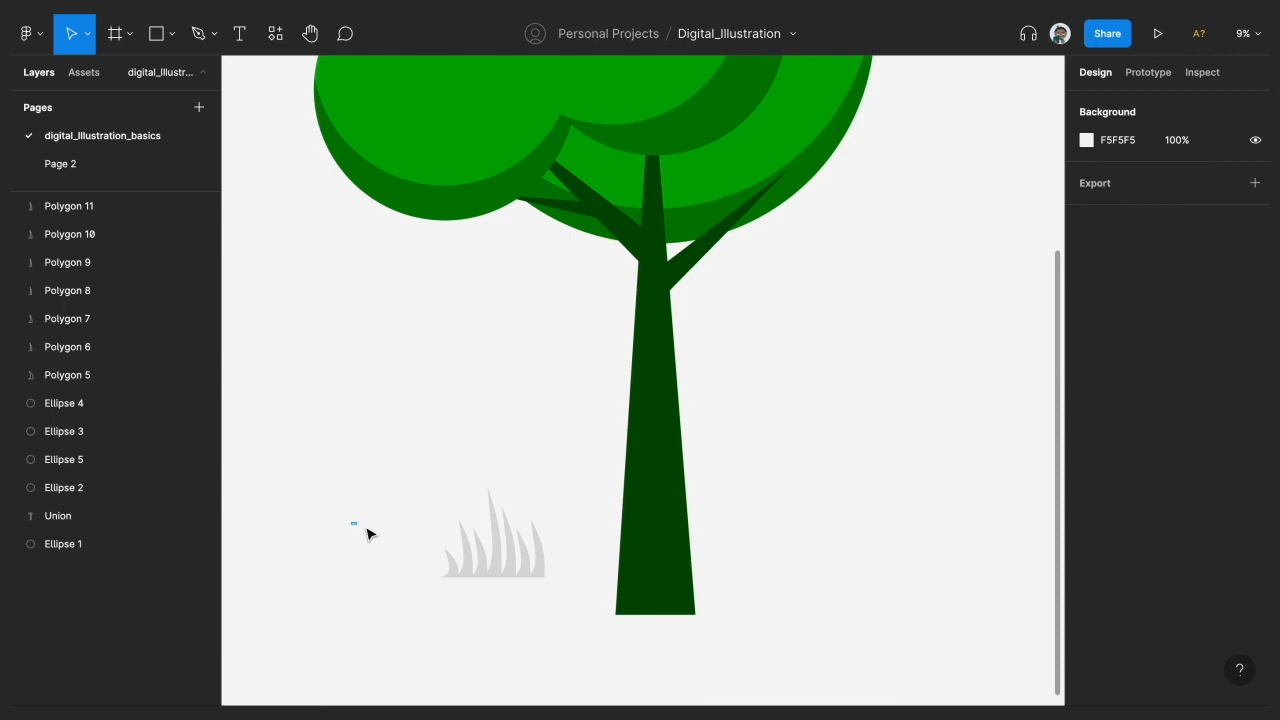 Personal Projects / Digital_Illustration
Share
A?
9%
Layers Assets digital_Illustr...
Design Prototype Inspect
Pages
digital_Illustration_basics
Page 2
Background
F5F5F5 100%
Export
Polygon 11
Polygon 10
Polygon 9
Polygon 8
Polygon 7
Polygon 6
Polygon 5
Ellipse 4
Ellipse 3
Ellipse 5
Ellipse 2
Union
Ellipse 1
?